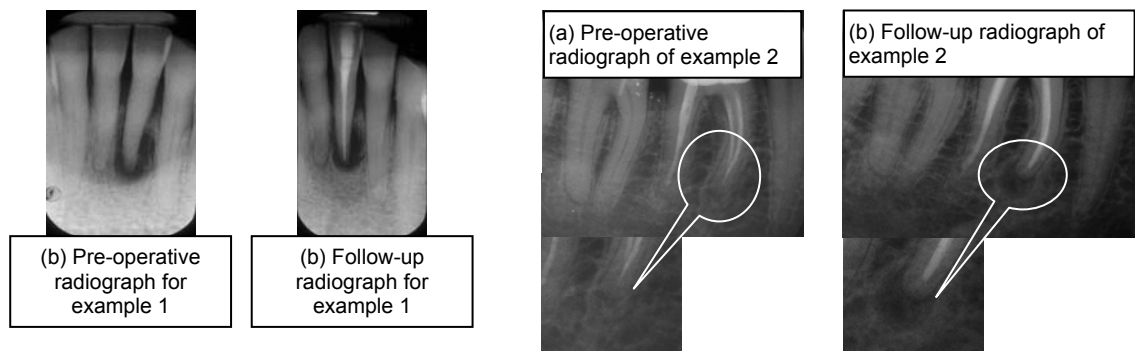 (b) Pre-operative
radiograph for
example 1
(b) Follow-up
radiograph for
example 1
(a) Pre-operative
radiograph of example 2
(b) Follow-up radiograph of
example 2